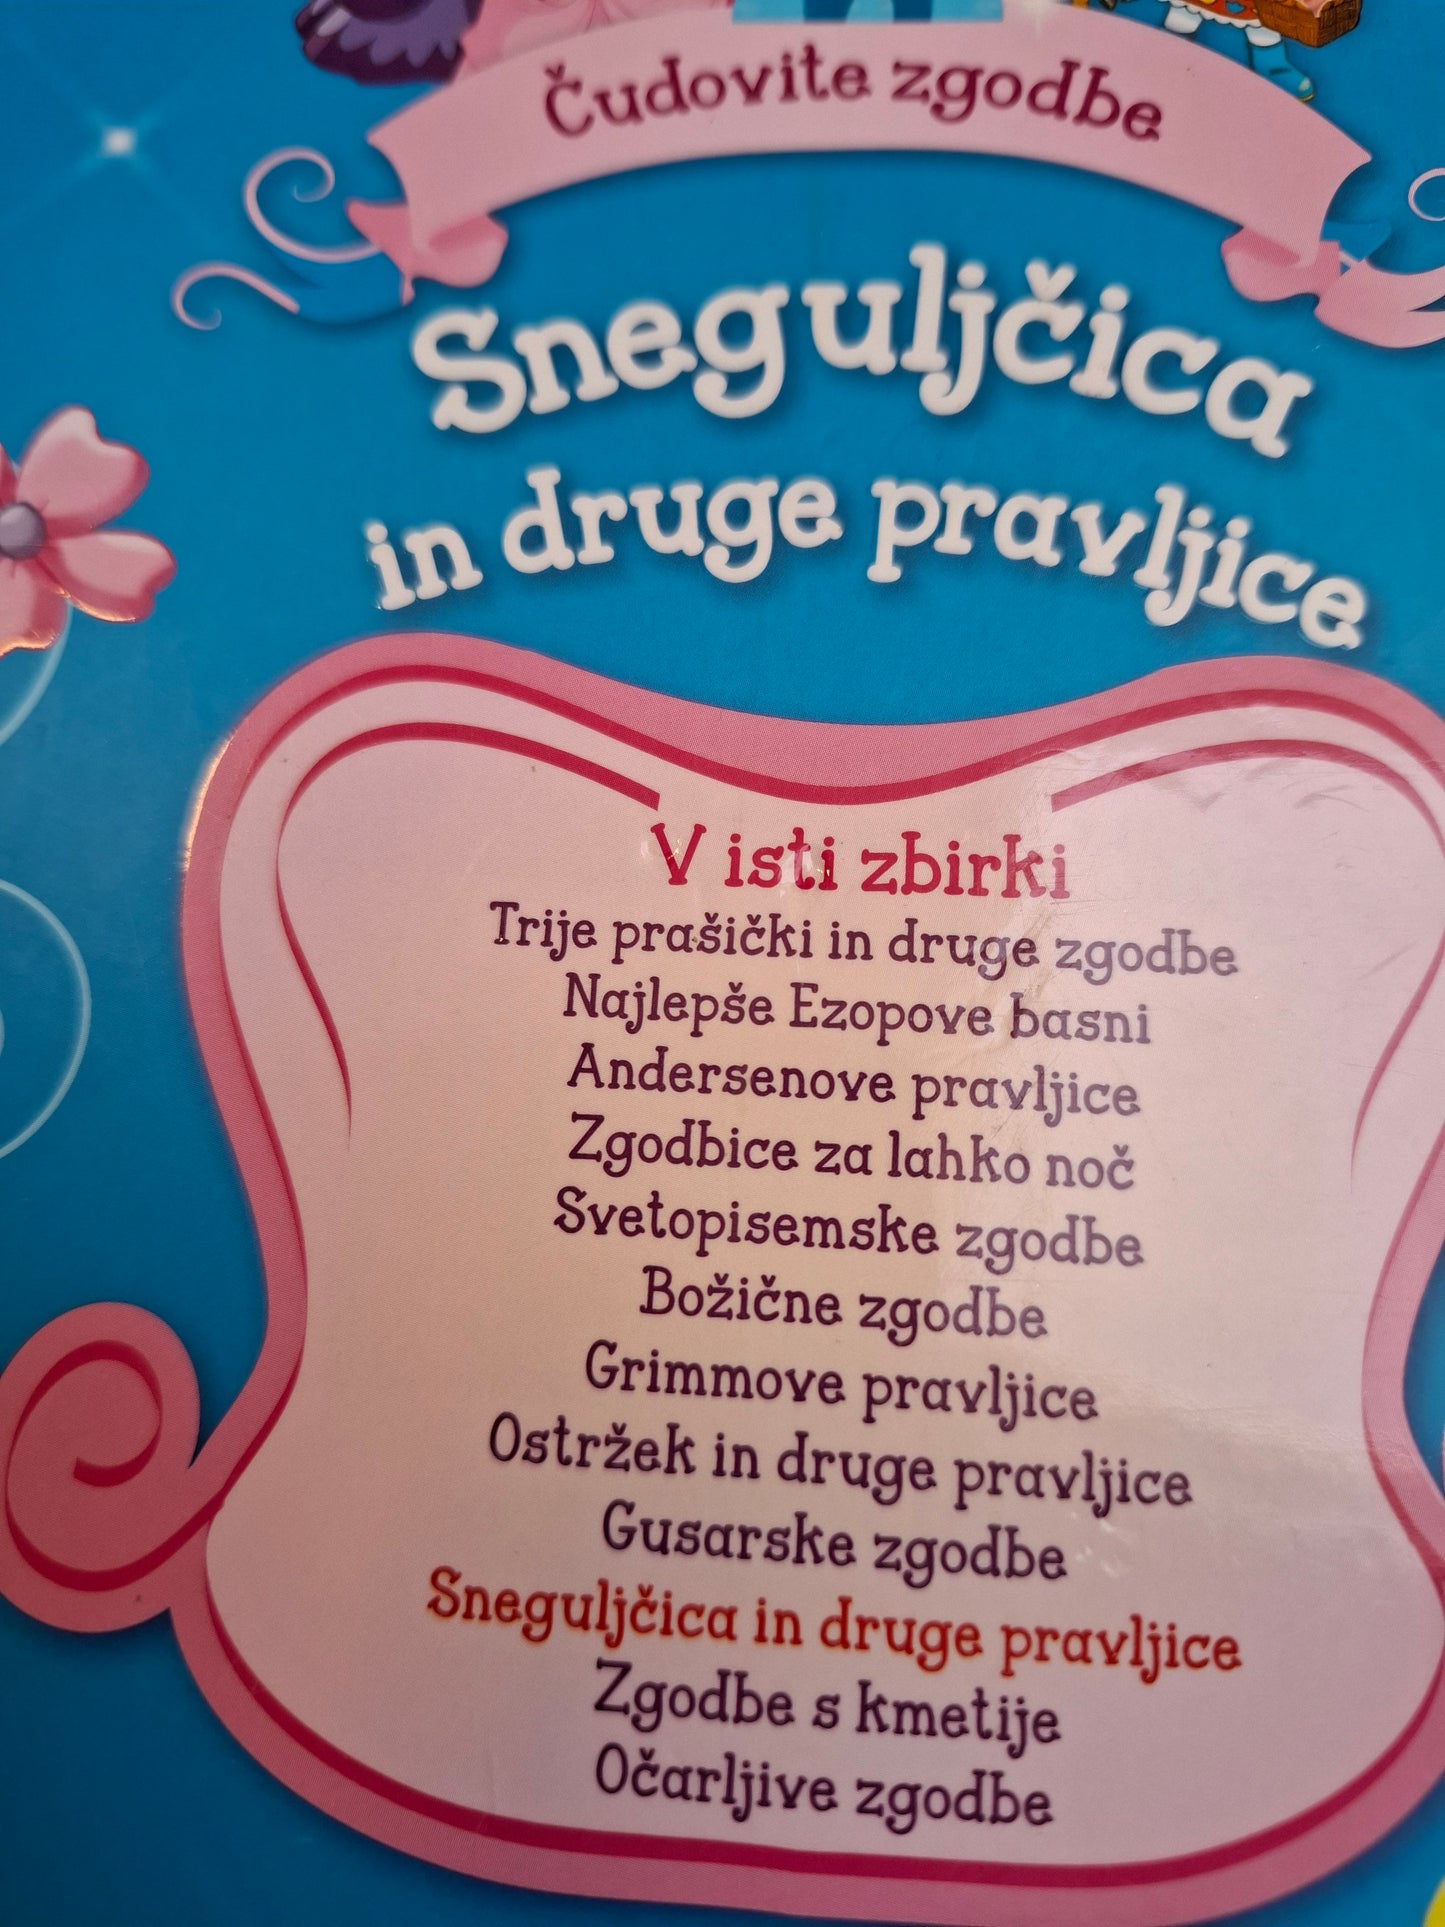 Čudovite zgodbe
Sneguljčica
in druge pravljice
V isti zbirki
Trije prašički in druge zgodbe
Najlepše Ezopove basni
Andersenove pravljice
Zgodbice za lahko noč
Svetopisemske zgodbe
Božične zgodbe
Grimmove pravljice
Ostržek in druge pravljice
Gusarske zgodbe
Sneguljčica in druge pravljice
Zgodbe s kmetije
Očarljive zgodbe